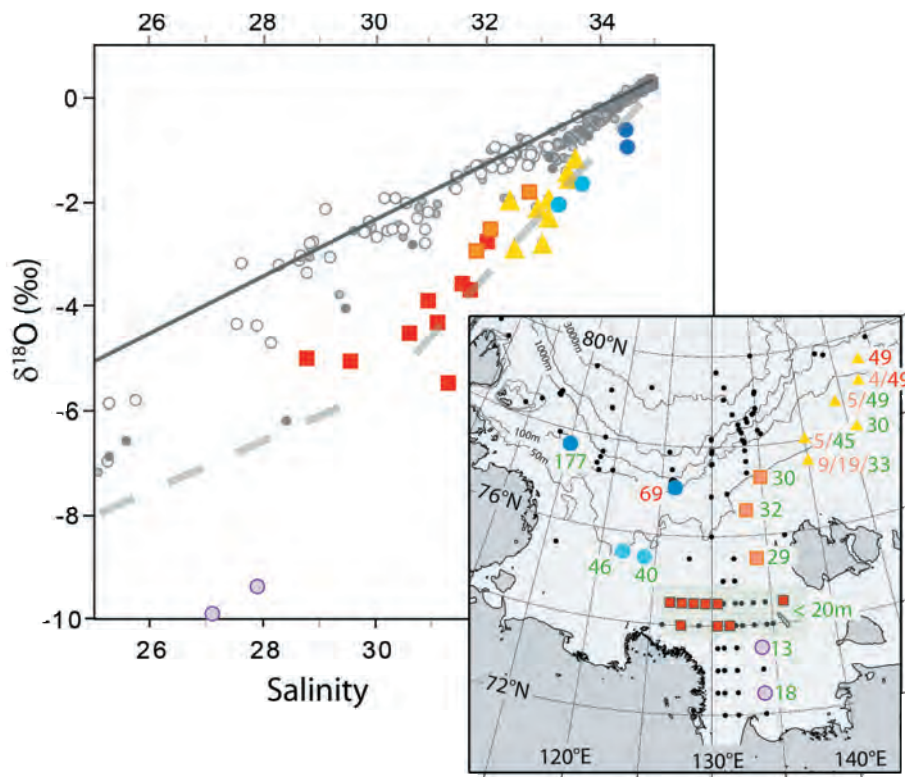 26 28 30 32 34
0
-2
-4
-6
-8
-10
δ¹⁸O (‰)
26 28 30
Salinity
80°N
3000m
1000m
100m
50m
76°N
72°N
120°E 130°E 140°E
49
4/49
5/49
30
5/45
9/19/33
177
69
30
32
46
40
29
< 20m
13
18